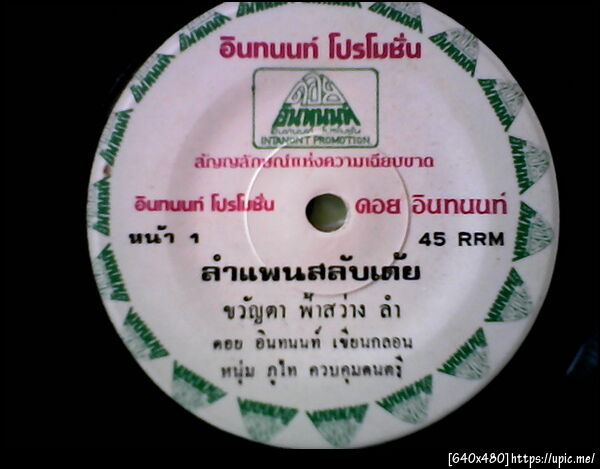 อินทนนท์ โปรโมชั่น
ดอย
อินทนนท์
INTANONT PROMOTION
สัญญลักษณ์แห่งความเฉียบขาด
อินทนนท์ โปรโมชั่น ดอย อินทนนท์
หน้า 1 45 RRM
ลำแพนสลับเต้ย
ขวัญตา ฟ้าสว่าง ลำ
ดอย อินทนนท์ เขียนกลอน
หนุ่ม ภูไท ควบคุมดนตรี
[640x480]https://upic.me/